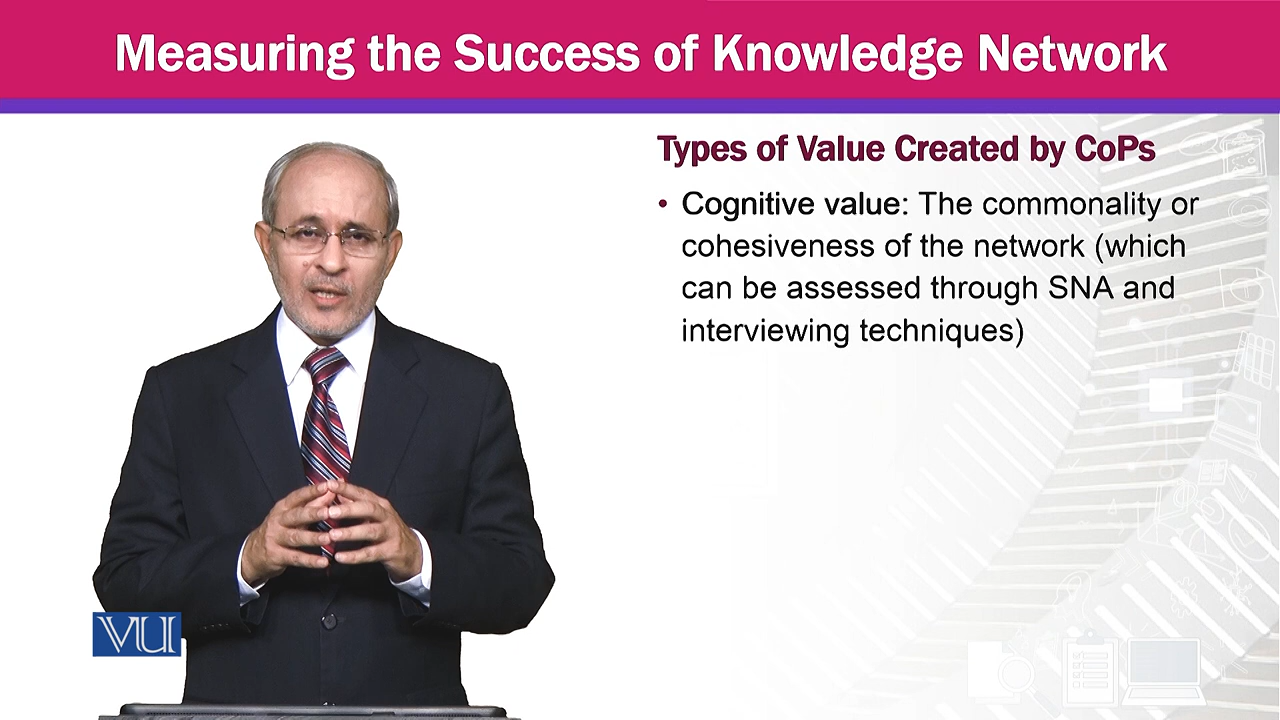 Measuring the Success of Knowledge Network
Types of Value Created by CoPs
• Cognitive value: The commonality or
cohesiveness of the network (which
can be assessed through SNA and
interviewing techniques)
VU